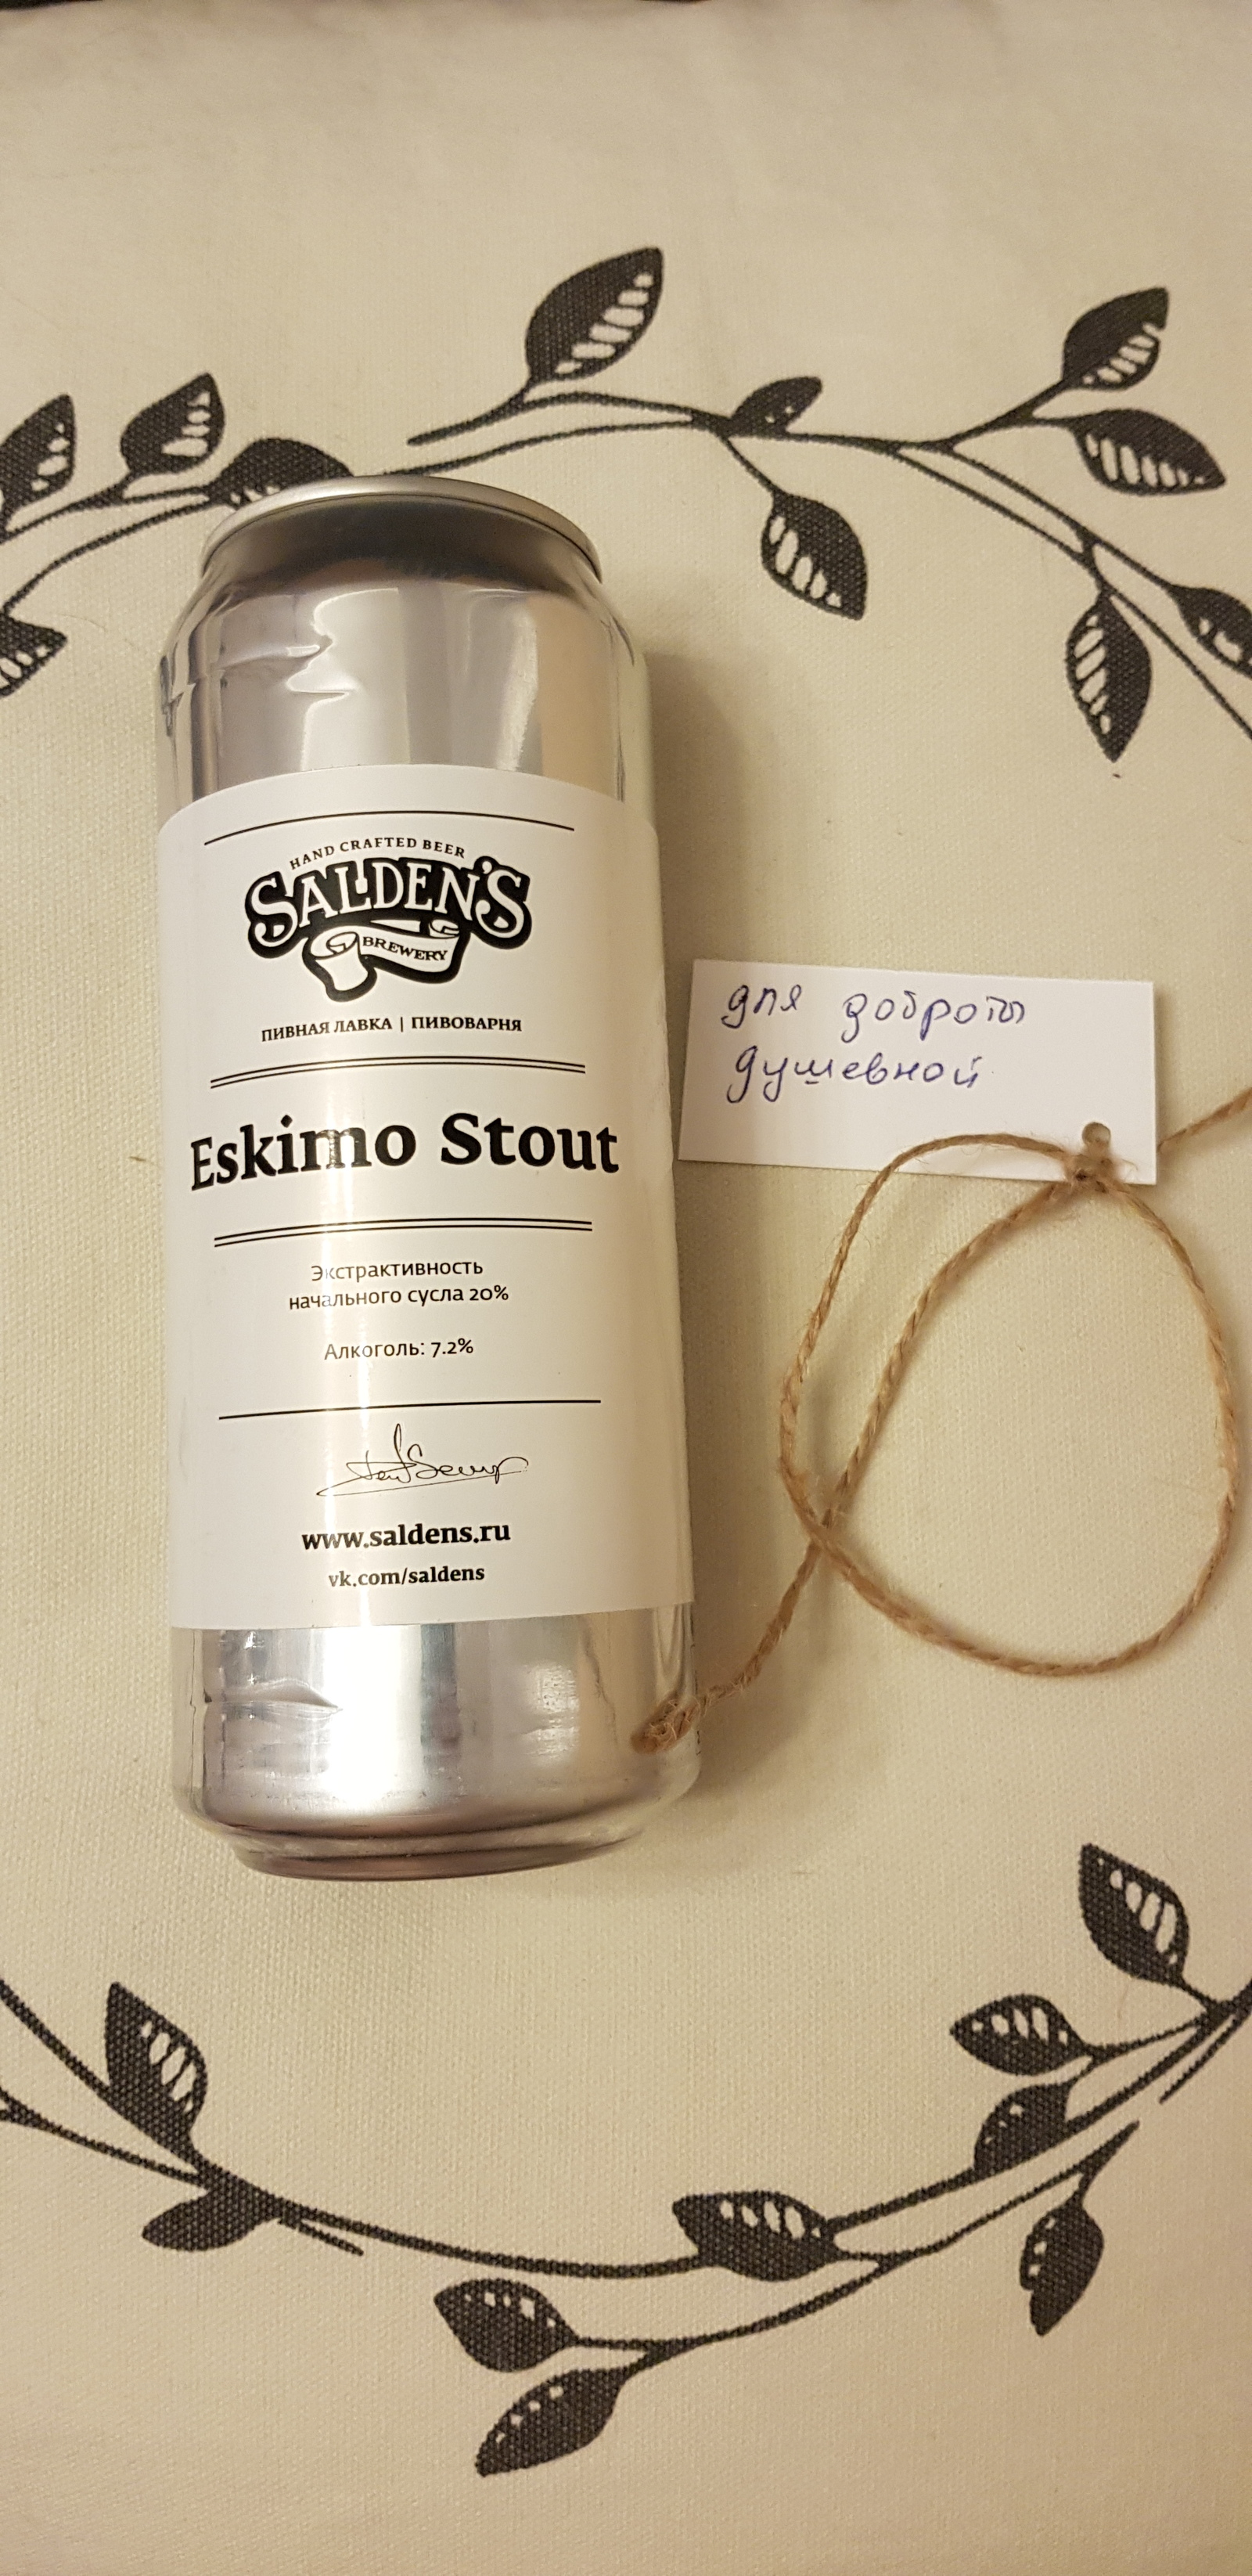 HAND CRAFTED BEER
SALDEN'S
BREWERY
ПИВНАЯ ЛАВКА | ПИВОВАРНЯ
Eskimo Stout
Экстрактивность
начального сусла 20%
Алкоголь: 7.2%
www.saldens.ru
vk.com/saldens
для доброты
душевной